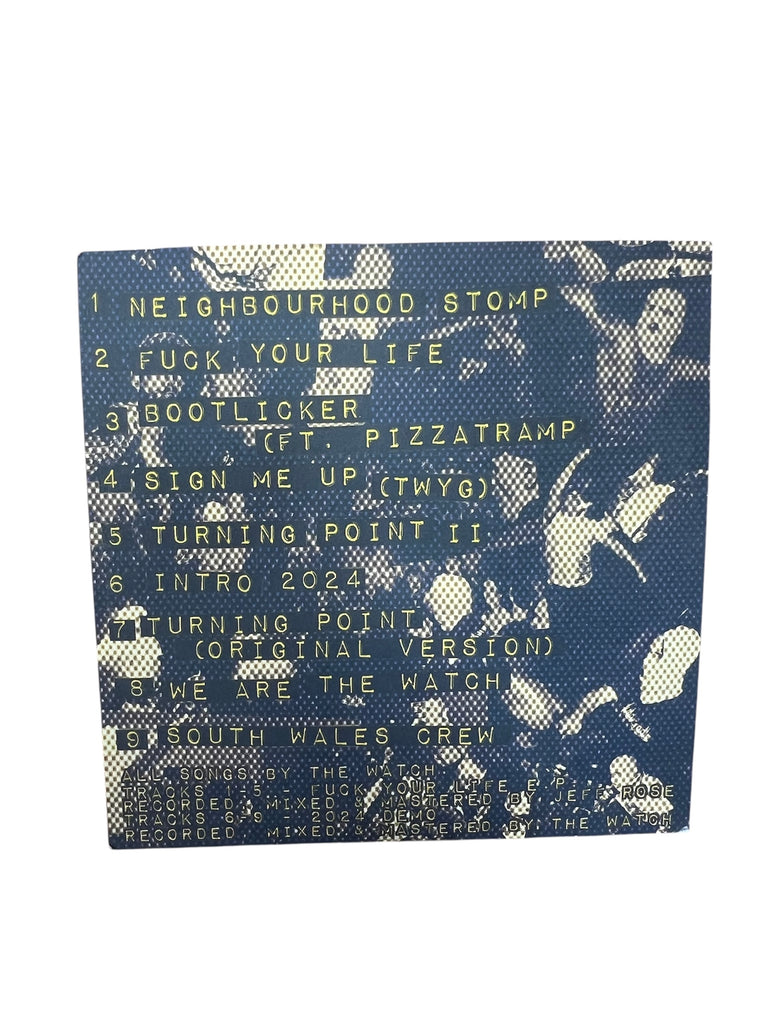 1 NEIGHBOURHOOD STOMP
2 FUCK YOUR LIFE
3 BOOTLICKER
(FT. PIZZATRAMP
4 SIGN ME UP (TWYG)
5 TURNING POINT II
6 INTRO 2024
7 TURNING POINT
(ORIGINAL VERSION)
8 WE ARE THE WATCH
9 SOUTH WALES CREW
ALL SONGS BY THE WATCH
TRACKS 1-5 - FUCK YOUR LIFE E.P.
RECORDED, MIXED & MASTERED BY JEFF ROSE
TRACKS 6-9 - 2024 DEMO
RECORDED, MIXED & MASTERED BY THE WATCH